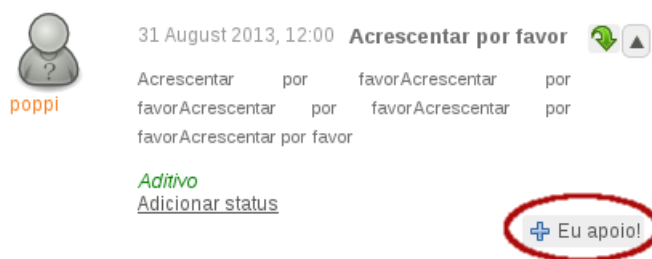 31 August 2013, 12:00 Acrescentar por favor
?
poppi
Acrescentar por favorAcrescentar por
favorAcrescentar por favorAcrescentar por
favorAcrescentar por favor
Aditivo
Adicionar status
Eu apoio!